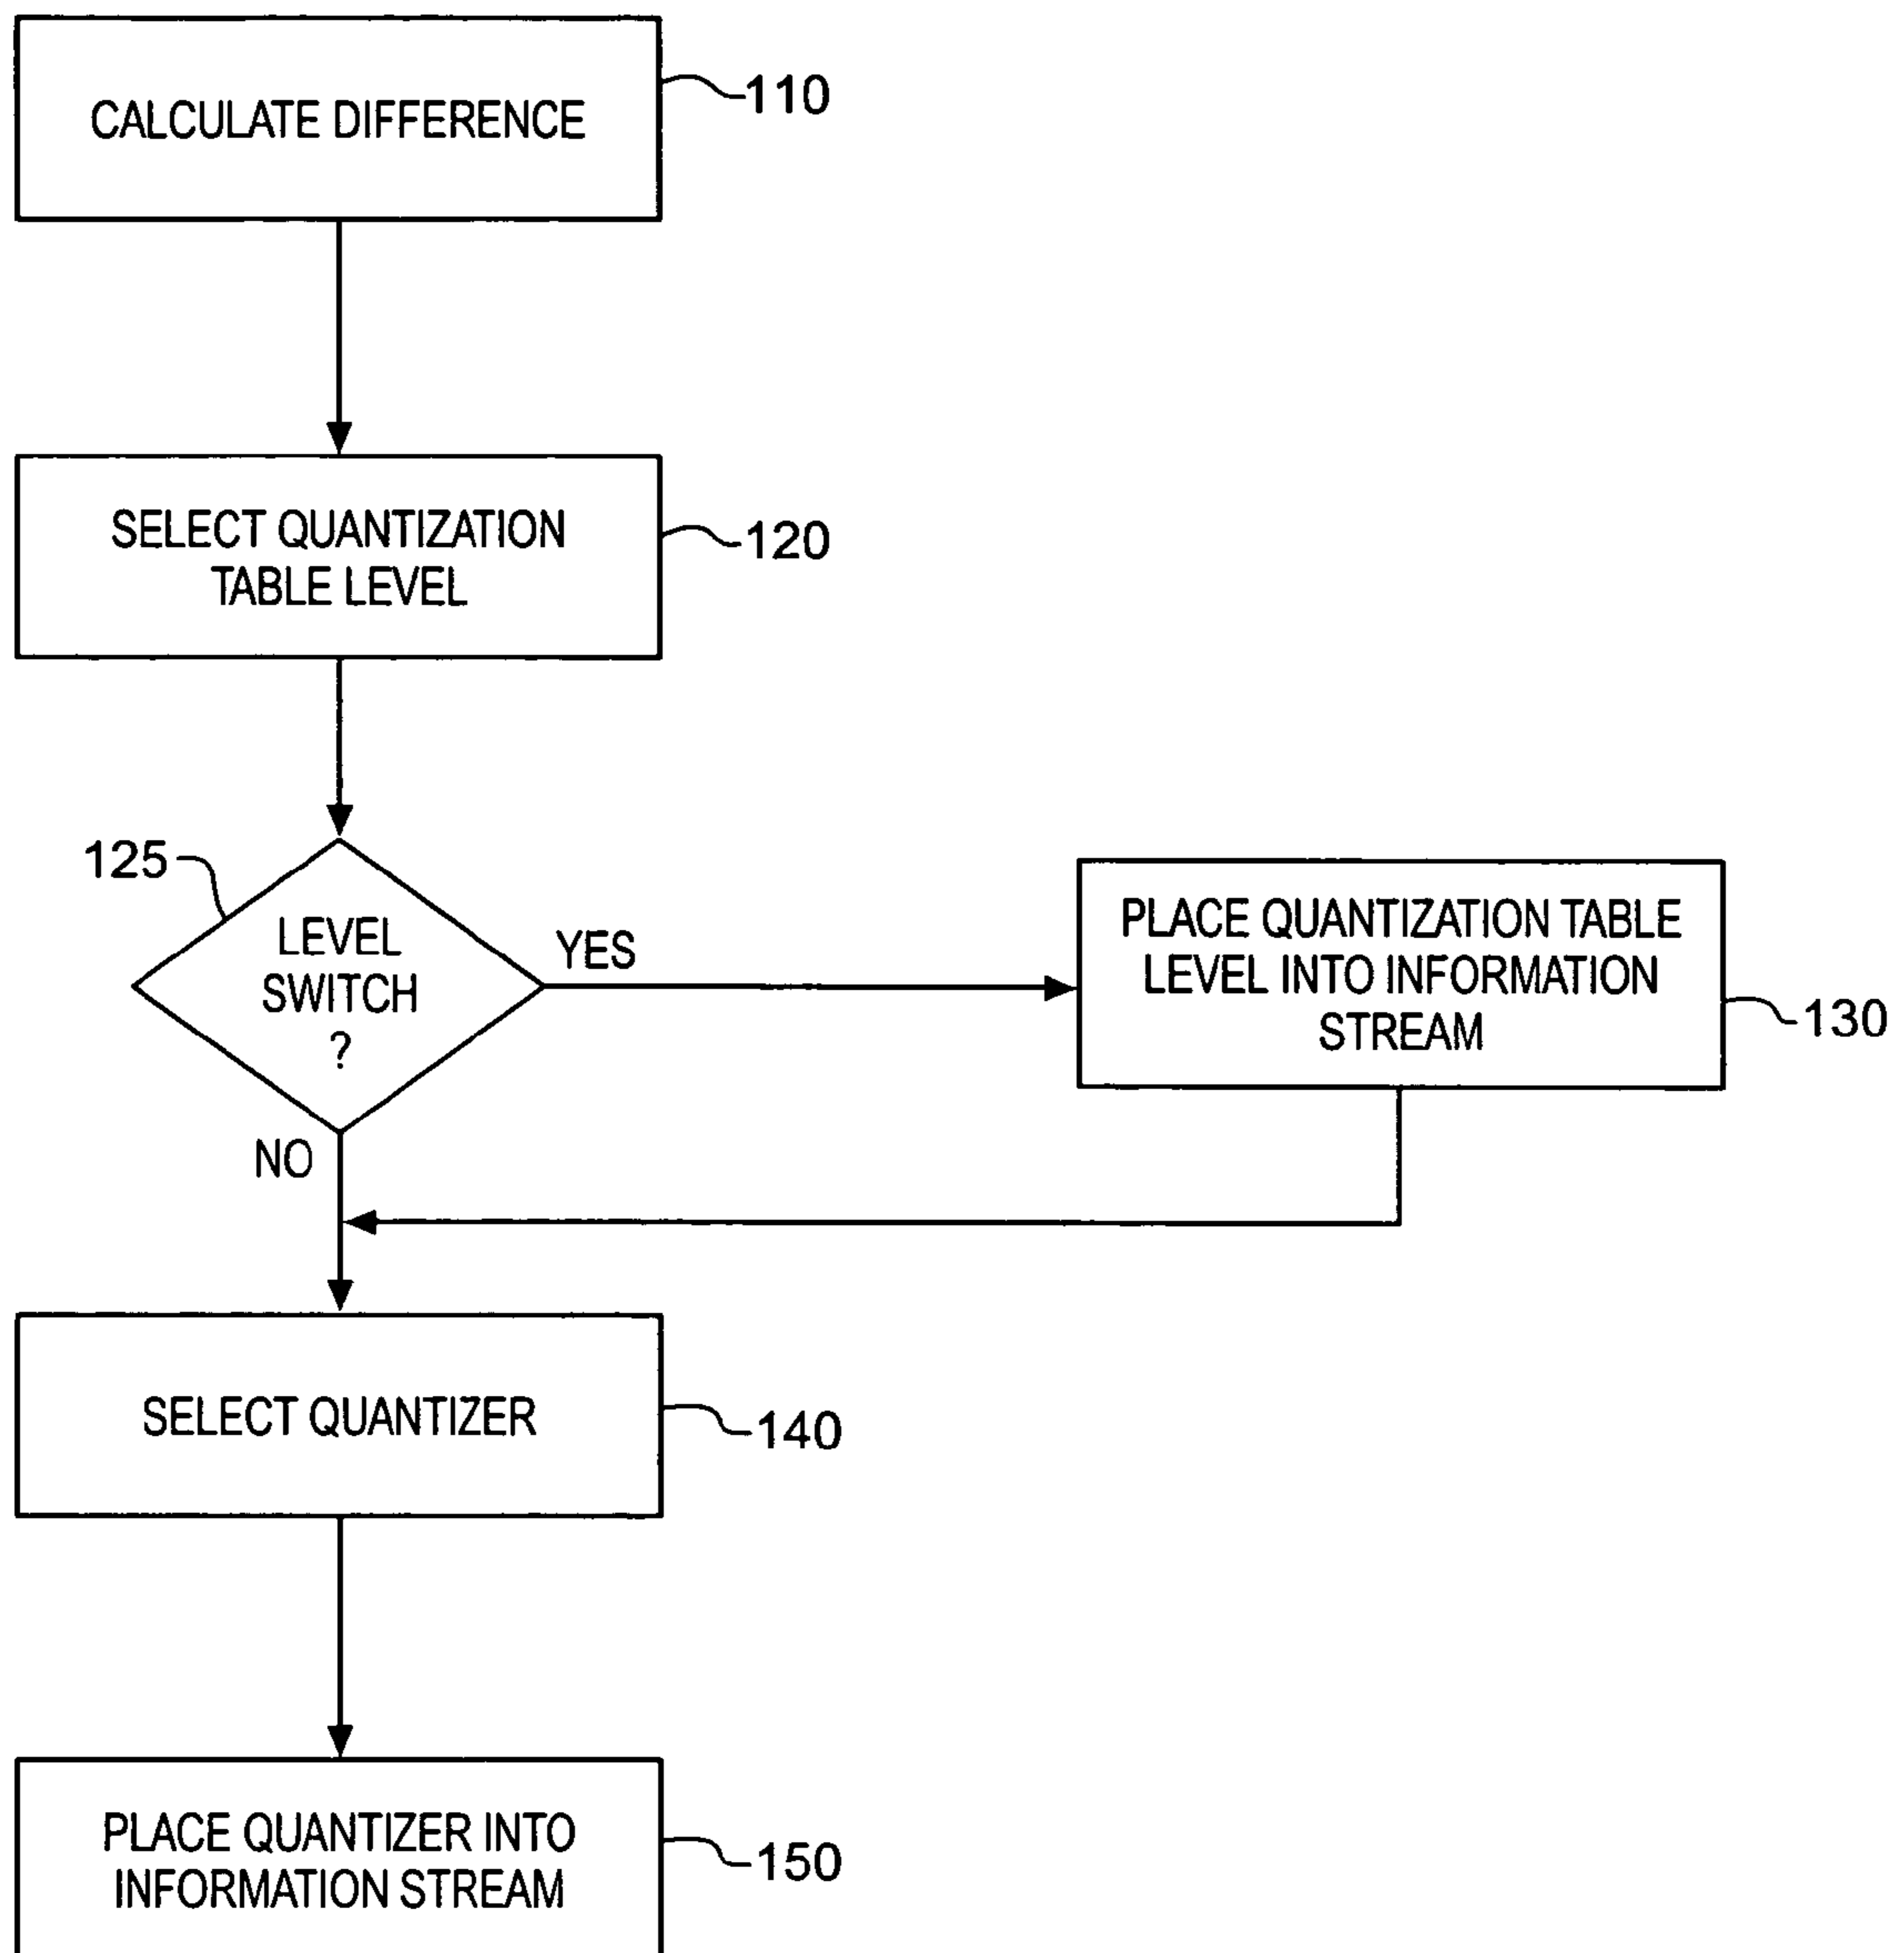 CALCULATE DIFFERENCE
110
SELECT QUANTIZATION
TABLE LEVEL
120
125
LEVEL
SWITCH
?
YES
PLACE QUANTIZATION TABLE
LEVEL INTO INFORMATION
STREAM
130
NO
SELECT QUANTIZER
140
PLACE QUANTIZER INTO
INFORMATION STREAM
150